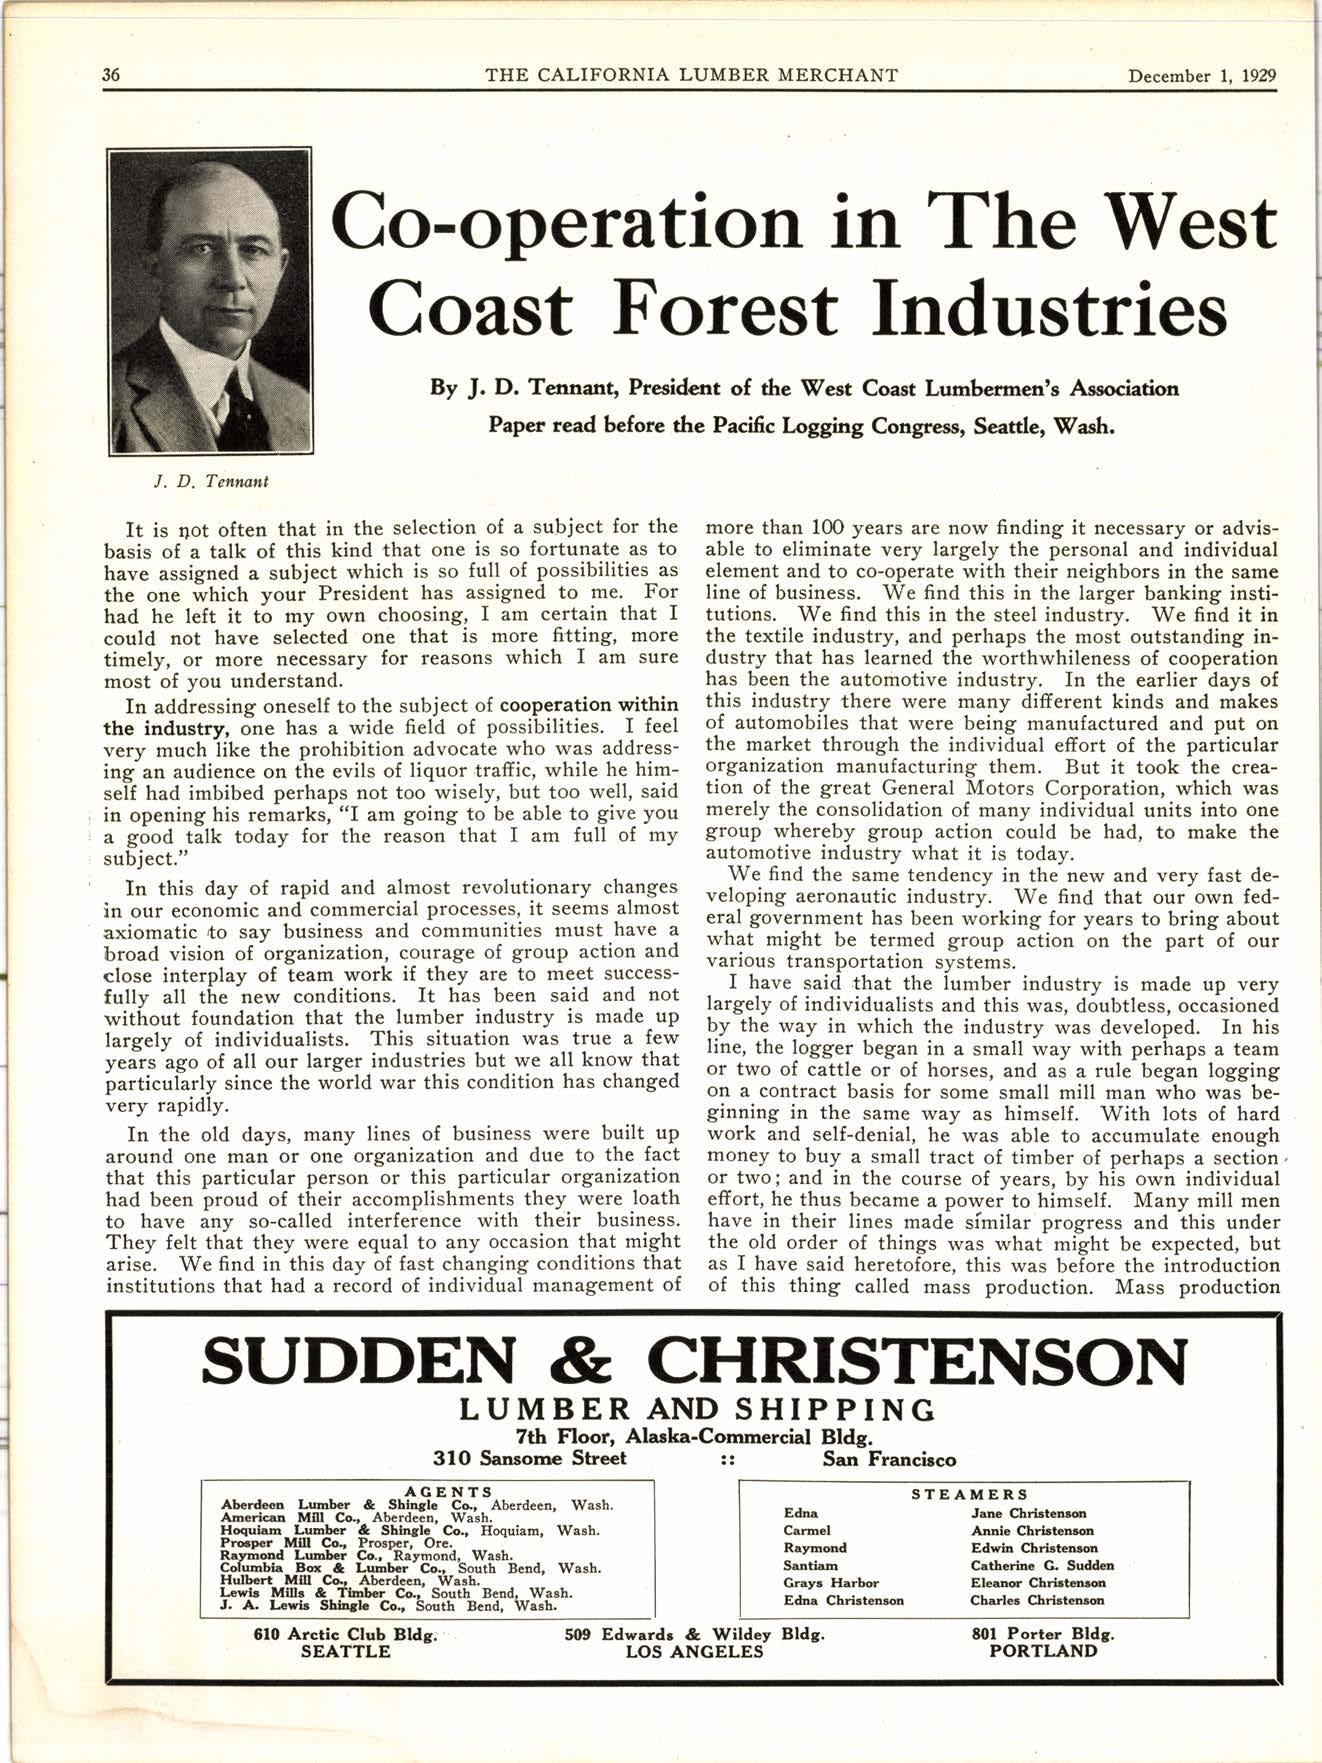 36
THE CALIFORNIA LUMBER MERCHANT
December 1, 1929
Co-operation in The West
Coast Forest Industries
By J. D. Tennant, President of the West Coast Lumbermen's Association
Paper read before the Pacific Logging Congress, Seattle, Wash.
J. D. Tennant
It is not often that in the selection of a subject for the
basis of a talk of this kind that one is so fortunate as to
have assigned a subject which is so full of possibilities as
the one which your President has assigned to me. For
had he left it to my own choosing, I am certain that I
could not have selected one that is more fitting, more
timely, or more necessary for reasons which I am sure
most of you understand.
In addressing oneself to the subject of cooperation within
the industry, one has a wide field of possibilities. I feel
very much like the prohibition advocate who was address-
ing an audience on the evils of liquor traffic, while he him-
self had imbibed perhaps not too wisely, but too well, said
in opening his remarks, "I am going to be able to give you
a good talk today for the reason that I am full of my
subject."
In this day of rapid and almost revolutionary changes
in our economic and commercial processes, it seems almost
axiomatic to say business and communities must have a
broad vision of organization, courage of group action and
close interplay of team work if they are to meet success-
fully all the new conditions. It has been said and not
without foundation that the lumber industry is made up
largely of individualists. This situation was true a few
years ago of all our larger industries but we all know that
particularly since the world war this condition has changed
very rapidly.
In the old days, many lines of business were built up
around one man or one organization and due to the fact
that this particular person or this particular organization
had been proud of their accomplishments they were loath
to have any so-called interference with their business.
They felt that they were equal to any occasion that might
arise. We find in this day of fast changing conditions that
institutions that had a record of individual management of
more than 100 years are now finding it necessary or advis-
able to eliminate very largely the personal and individual
element and to co-operate with their neighbors in the same
line of business. We find this in the larger banking insti-
tutions. We find this in the steel industry. We find it in
the textile industry, and perhaps the most outstanding in-
dustry that has learned the worthwhileness of cooperation
has been the automotive industry. In the earlier days of
this industry there were many different kinds and makes
of automobiles that were being manufactured and put on
the market through the individual effort of the particular
organization manufacturing them. But it took the crea-
tion of the great General Motors Corporation, which was
merely the consolidation of many individual units into one
group whereby group action could be had, to make the
automotive industry what it is today.
We find the same tendency in the new and very fast de-
veloping aeronautic industry. We find that our own fed-
eral government has been working for years to bring about
what might be termed group action on the part of our
various transportation systems.
I have said that the lumber industry is made up very
largely of individualists and this was, doubtless, occasioned
by the way in which the industry was developed. In his
line, the logger began in a small way with perhaps a team
or two of cattle or of horses, and as a rule began logging
on a contract basis for some small mill man who was be-
ginning in the same way as himself. With lots of hard
work and self-denial, he was able to accumulate enough
money to buy a small tract of timber of perhaps a section
or two; and in the course of years, by his own individual
effort, he thus became a power to himself. Many mill men
have in their lines made similar progress and this under
the old order of things was what might be expected, but
as I have said heretofore, this was before the introduction
of this thing called mass production. Mass production
SUDDEN & CHRISTENSON
LUMBER AND SHIPPING
7th Floor, Alaska-Commercial Bldg.
310 Sansome Street :: San Francisco
AGENTS
Aberdeen Lumber & Shingle Co., Aberdeen, Wash.
American Mill Co., Aberdeen, Wash.
Hoquiam Lumber & Shingle Co., Hoquiam, Wash.
Prosper Mill Co., Prosper, Ore.
Raymond Lumber Co., Raymond, Wash.
Columbia Box & Lumber Co., South Bend, Wash.
Hulbert Mill Co., Aberdeen, Wash.
Lewis Mills & Timber Co., South Bend, Wash.
J. A. Lewis Shingle Co., South Bend, Wash.
STEAMERS
Edna Jane Christenson
Carmel Annie Christenson
Raymond Edwin Christenson
Santiam Catherine G. Sudden
Grays Harbor Eleanor Christenson
Edna Christenson Charles Christenson
610 Arctic Club Bldg.
SEATTLE
509 Edwards & Wildey Bldg.
LOS ANGELES
801 Porter Bldg.
PORTLAND